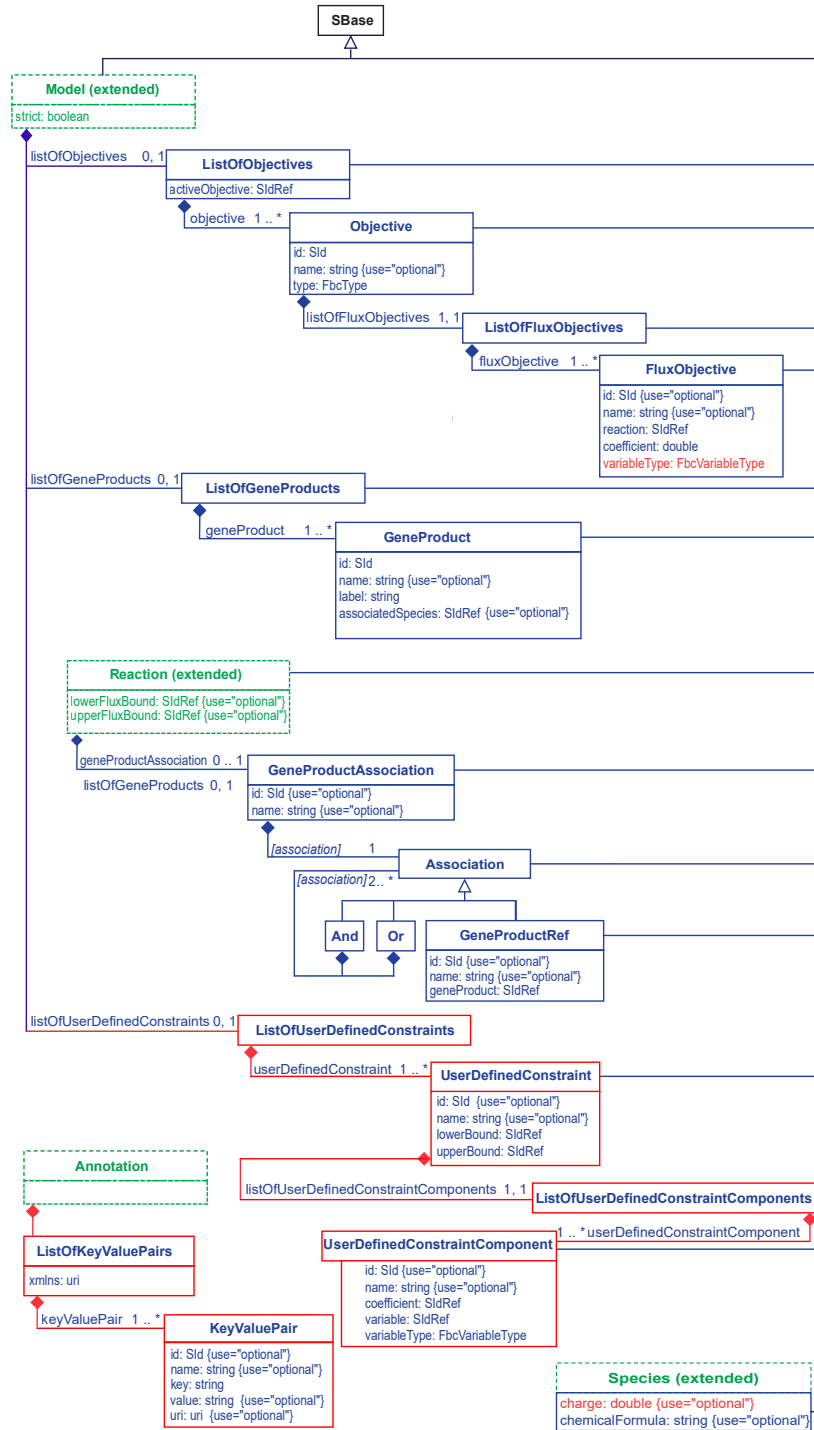 SBase
Model (extended)
strict: boolean
listOfObjectives 0, 1
ListOfObjectives
activeObjective: SIdRef
objective 1 .. *
Objective
id: SId
name: string {use="optional"}
type: FbcType
listOfFluxObjectives 1, 1
ListOfFluxObjectives
fluxObjective 1 .. *
FluxObjective
id: SId {use="optional"}
name: string {use="optional"}
reaction: SIdRef
coefficient: double
variableType: FbcVariableType
listOfGeneProducts 0, 1
ListOfGeneProducts
geneProduct 1 .. *
GeneProduct
id: SId
name: string {use="optional"}
label: string
associatedSpecies: SIdRef {use="optional"}
Reaction (extended)
lowerFluxBound: SIdRef {use="optional"}
upperFluxBound: SIdRef {use="optional"}
geneProductAssociation 0 .. 1
listOfGeneProducts 0, 1
GeneProductAssociation
id: SId {use="optional"}
name: string {use="optional"}
[association] 1
Association
[association] 2.. *
And
Or
GeneProductRef
id: SId {use="optional"}
name: string {use="optional"}
geneProduct: SIdRef
listOfUserDefinedConstraints 0, 1
ListOfUserDefinedConstraints
userDefinedConstraint 1 .. *
UserDefinedConstraint
id: SId {use="optional"}
name: string {use="optional"}
lowerBound: SIdRef
upperBound: SIdRef
Annotation
listOfUserDefinedConstraintComponents 1, 1
ListOfUserDefinedConstraintComponents
1 .. * userDefinedConstraintComponent
UserDefinedConstraintComponent
id: SId {use="optional"}
name: string {use="optional"}
coefficient: SIdRef
variable: SIdRef
variableType: FbcVariableType
ListOfKeyValuePairs
xmlns: uri
keyValuePair 1 .. *
KeyValuePair
id: SId {use="optional"}
name: string {use="optional"}
key: string
value: string {use="optional"}
uri: uri {use="optional"}
Species (extended)
charge: double {use="optional"}
chemicalFormula: string {use="optional"}